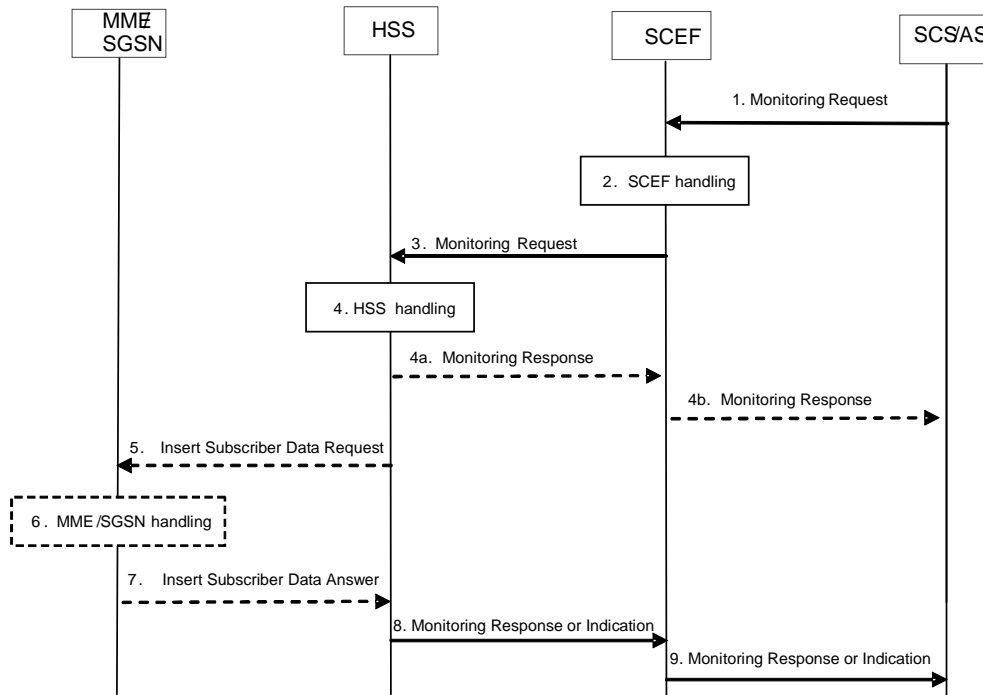 MME/
SGSN
HSS
SCEF
SCS/AS
1. Monitoring Request
2. SCEF handling
3. Monitoring Request
4. HSS handling
4a. Monitoring Response
4b. Monitoring Response
5. Insert Subscriber Data Request
6. MME/SGSN handling
7. Insert Subscriber Data Answer
8. Monitoring Response or Indication
9. Monitoring Response or Indication